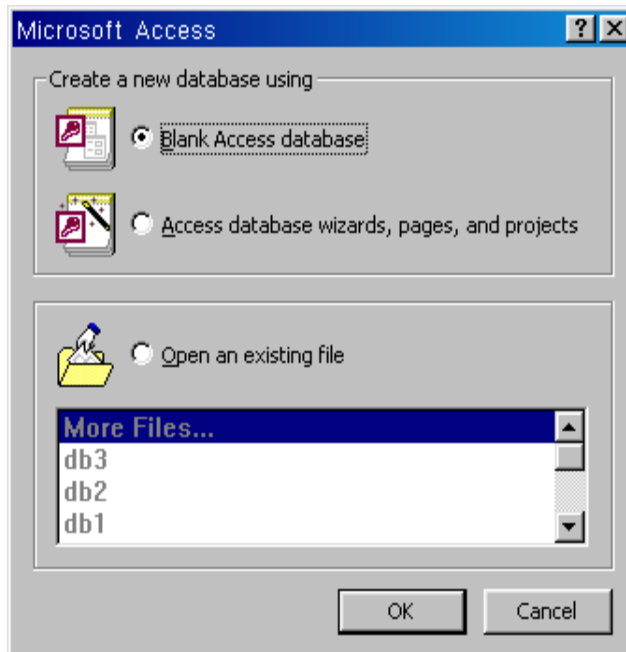 Microsoft Access
Create a new database using
Blank Access database
Access database wizards, pages, and projects
Open an existing file
More Files...
db3
db2
db1
OK
Cancel